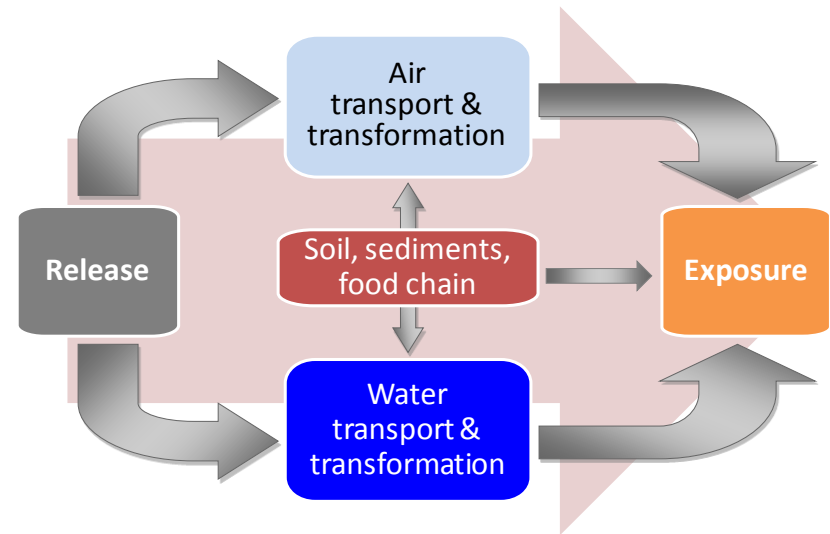 Air
transport &
transformation
Release
Soil, sediments,
food chain
Exposure
Water
transport &
transformation